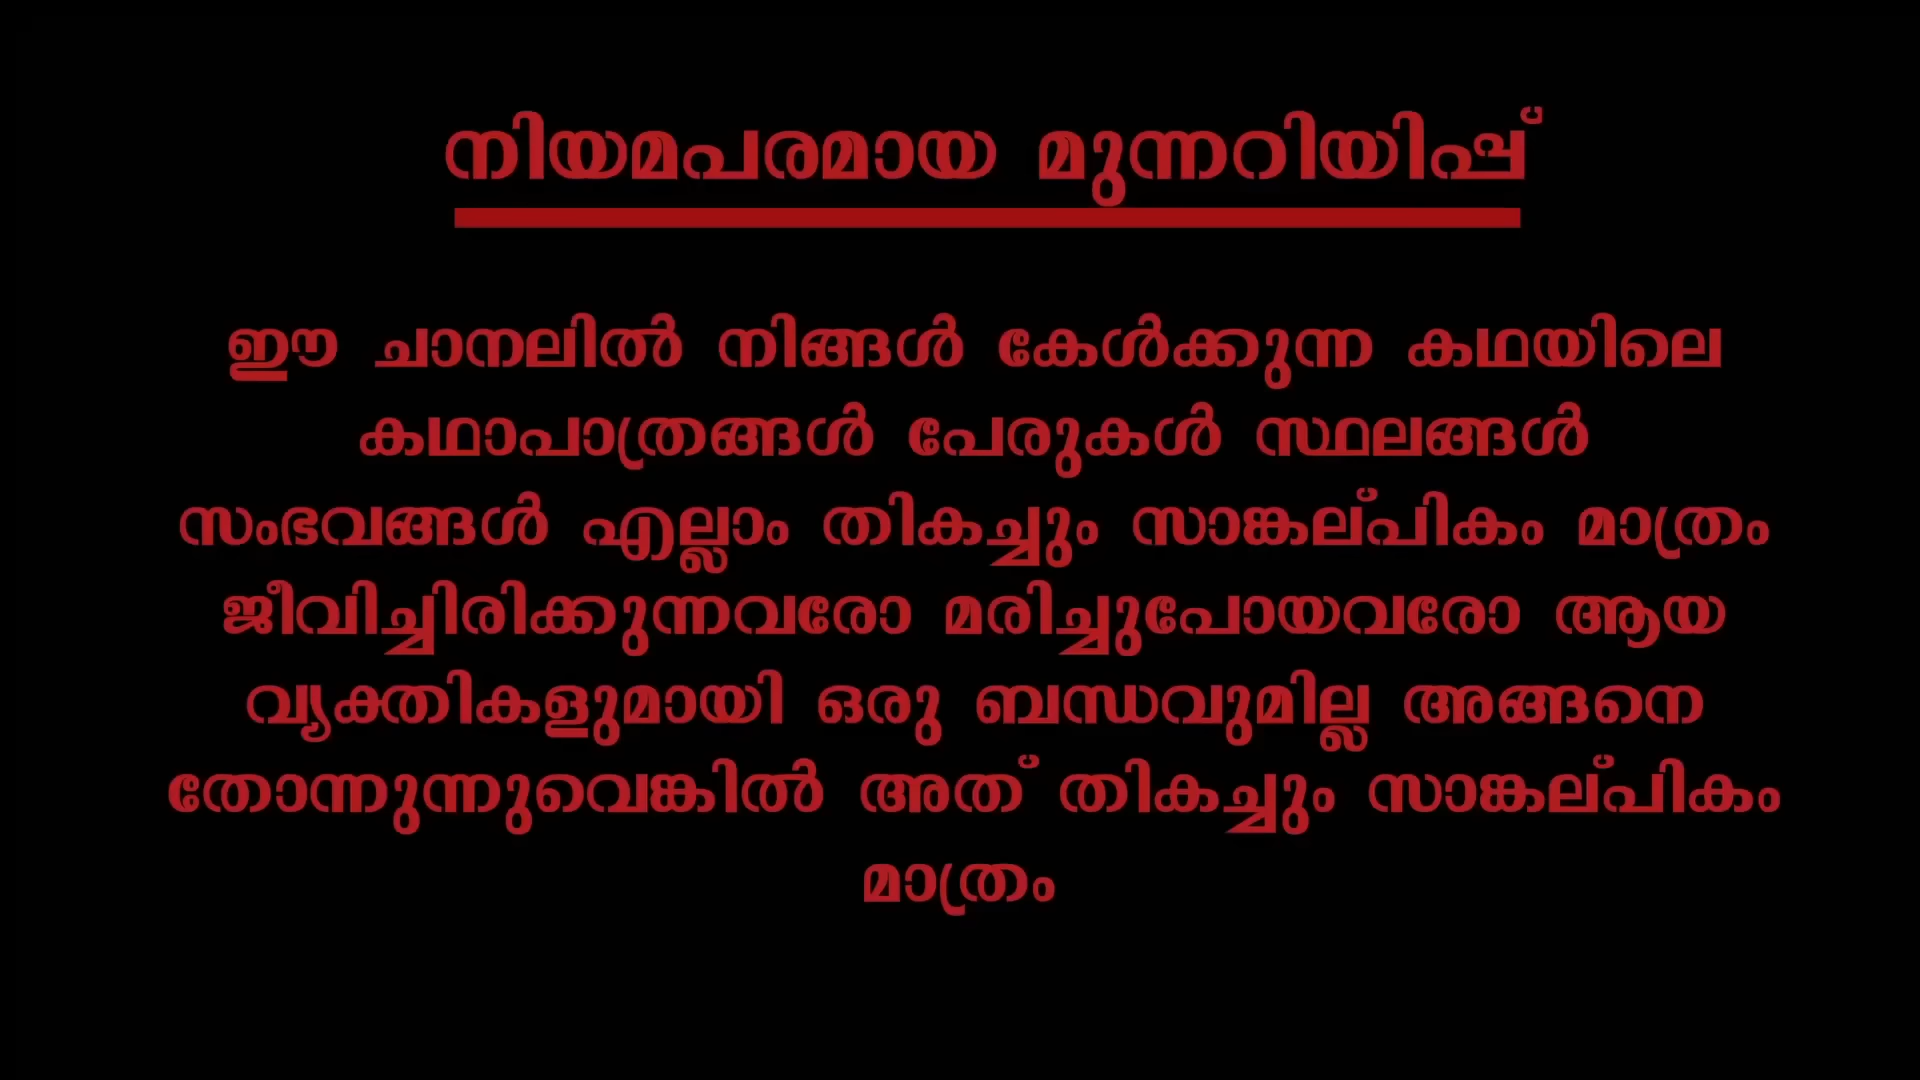 നിയമപരമായ മുന്നറിയിപ്പ്
ഈ ചാനലിൽ നിങ്ങൾ കേൾക്കുന്ന കഥയിലെ
കഥാപാത്രങ്ങൾ പേരുകൾ സ്ഥലങ്ങൾ
സംഭവങ്ങൾ എല്ലാം തികച്ചും സാങ്കല്പികം മാത്രം
ജീവിച്ചിരിക്കുന്നവരോ മരിച്ചുപോയവരോ ആയ
വ്യക്തികളുമായി ഒരു ബന്ധവുമില്ല അങ്ങനെ
തോന്നുന്നുവെങ്കിൽ അത് തികച്ചും സാങ്കല്പികം
മാത്രം